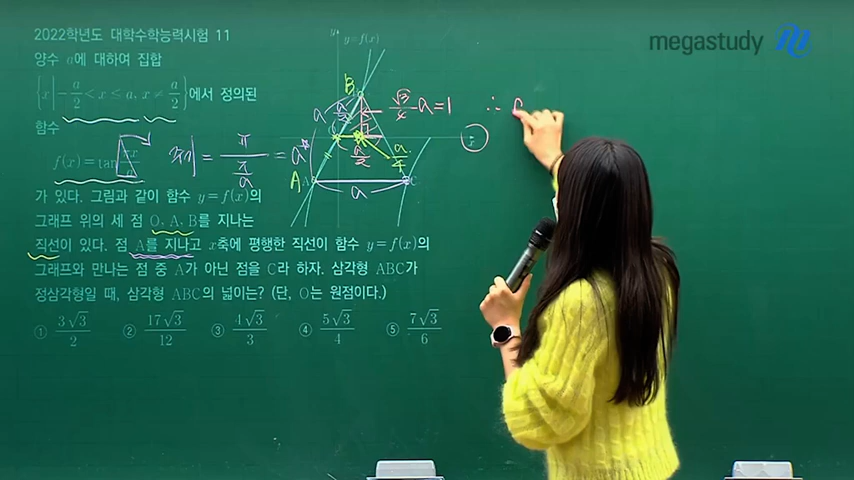 2022학년도 대학수학능력시험 11
megastudy
양수 a에 대하여 집합
{x | -a/2 < x ≤ a, x ≠ a/2}에서 정의된
함수
f(x) = tan πx/a
주기 = π / (π/a) = a
가 있다. 그림과 같이 함수 y=f(x)의
그래프 위의 세 점 O, A, B를 지나는
직선이 있다. 점 A를 지나고 x축에 평행한 직선이 함수 y=f(x)의
그래프와 만나는 점 중 A가 아닌 점을 C라 하자. 삼각형 ABC가
정삼각형일 때, 삼각형 ABC의 넓이는? (단, O는 원점이다.)
① 3√3/2 ② 17√3/12 ③ 4√3/3 ④ 5√3/4 ⑤ 7√3/6
y
y=f(x)
B
a
a/2
√3/4 a = 1
∴
x
a/2
a/4
A A
C
a